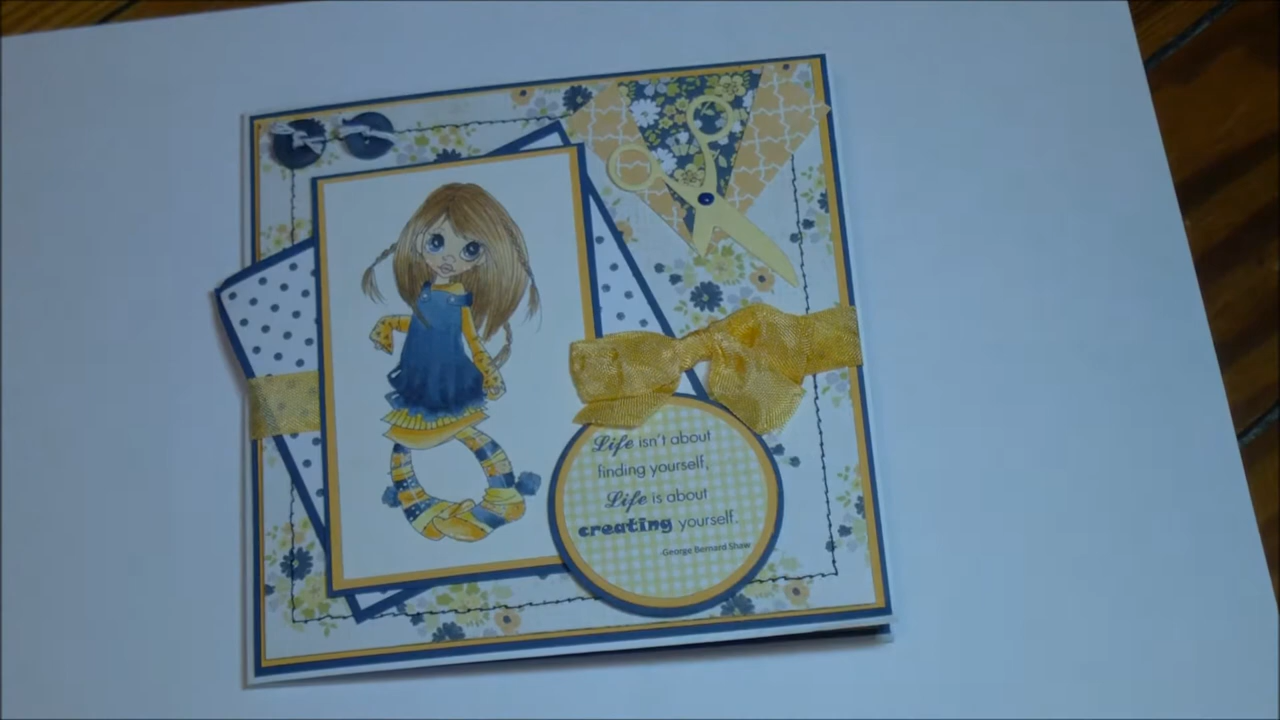 Life isn't about
finding yourself,
Life is about
creating yourself.
-George Bernard Shaw